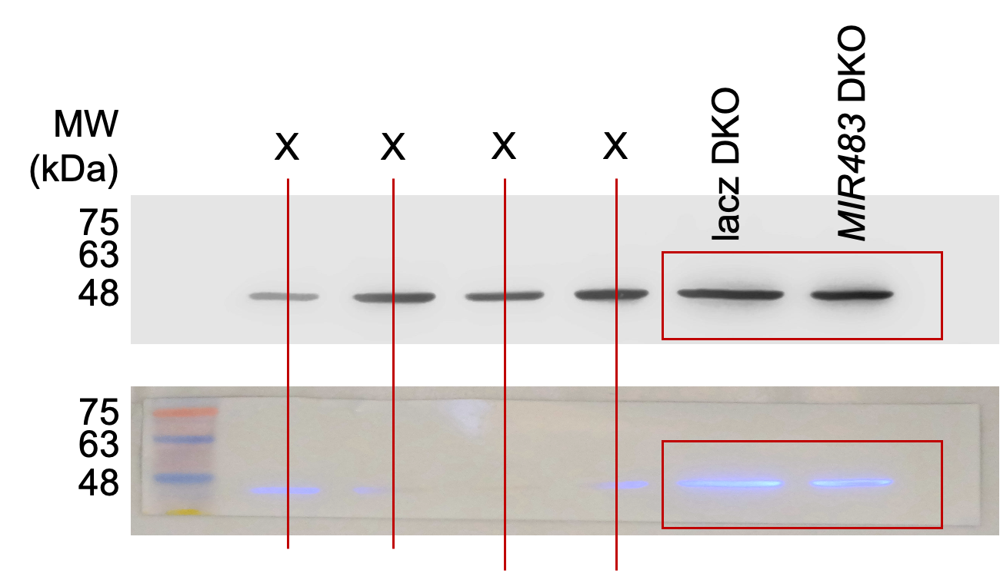 MW
(kDa)
X X X X lacz DKO MIR483 DKO
75
63
48
75
63
48